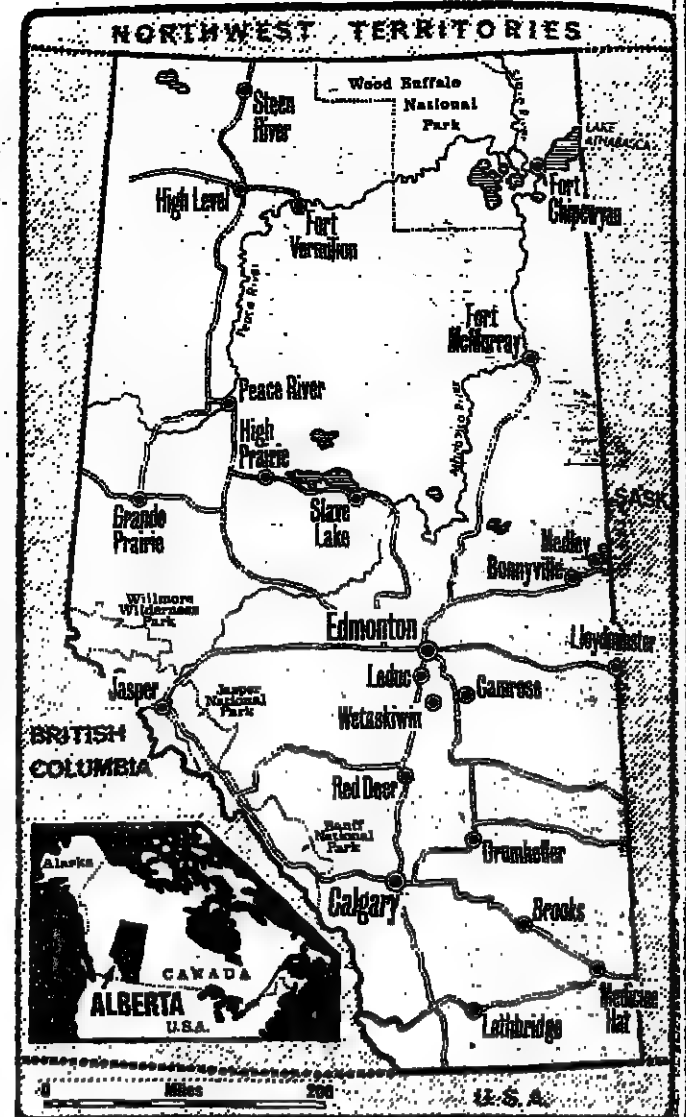 NORTHWEST TERRITORIES
Wood Buffalo
National
Park
Steen
River
LAKE
ATHABASCA
High Level
Fort
Vermilion
Fort
Chipewyan
Peace River
Fort
McMurray
Athabasca River
Peace River
High
Prairie
Grande
Prairie
Slave
Lake
SASK
Medley
Bonnyville
Willmore
Wilderness
Park
Edmonton
Lloydminster
Leduc
Camrose
Jasper
Jasper
National
Park
Wetaskiwin
BRITISH
COLUMBIA
Red Deer
Banff
National
Park
Drumheller
Alaska
Calgary
Brooks
CANADA
ALBERTA
U.S.A.
Medicine
Hat
Lethbridge
0 Miles 200
U.S.A.